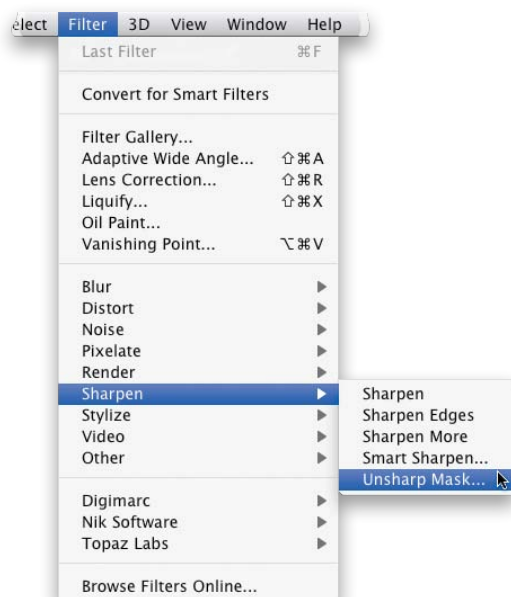 elect Filter 3D View Window Help
Last Filter ⌘F
Convert for Smart Filters
Filter Gallery...
Adaptive Wide Angle... ⇧⌘A
Lens Correction... ⇧⌘R
Liquify... ⇧⌘X
Oil Paint...
Vanishing Point... ⌥⌘V
Blur
Distort
Noise
Pixelate
Render
Sharpen
Stylize
Video
Other
Digimarc
Nik Software
Topaz Labs
Browse Filters Online...
Sharpen
Sharpen Edges
Sharpen More
Smart Sharpen...
Unsharp Mask...